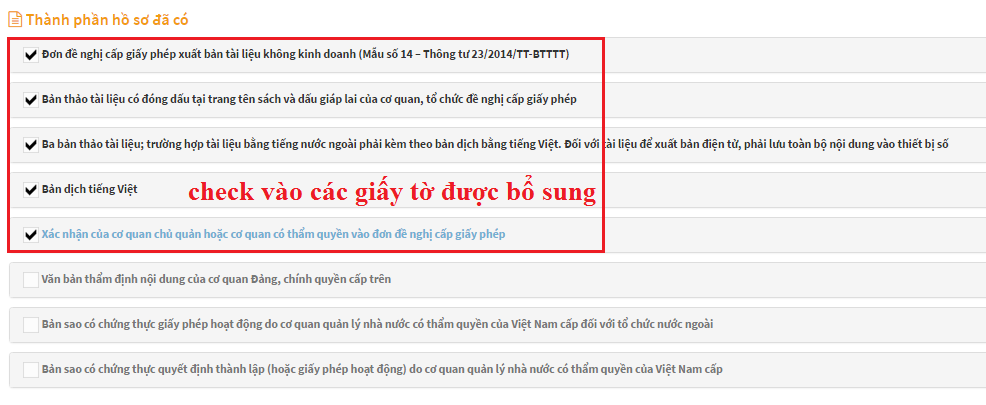 Thành phần hồ sơ đã có
Đơn đề nghị cấp giấy phép xuất bản tài liệu không kinh doanh (Mẫu số 14 – Thông tư 23/2014/TT-BTTTT)
Bản thảo tài liệu có đóng dấu tại trang tên sách và dấu giáp lai của cơ quan, tổ chức đề nghị cấp giấy phép
Ba bản thảo tài liệu; trường hợp tài liệu bằng tiếng nước ngoài phải kèm theo bản dịch bằng tiếng Việt. Đối với tài liệu để xuất bản điện tử, phải lưu toàn bộ nội dung vào thiết bị số
Bản dịch tiếng Việt
check vào các giấy tờ được bổ sung
Xác nhận của cơ quan chủ quản hoặc cơ quan có thẩm quyền vào đơn đề nghị cấp giấy phép
Văn bản thẩm định nội dung của cơ quan Đảng, chính quyền cấp trên
Bản sao có chứng thực giấy phép hoạt động do cơ quan quản lý nhà nước có thẩm quyền của Việt Nam cấp đối với tổ chức nước ngoài
Bản sao có chứng thực quyết định thành lập (hoặc giấy phép hoạt động) do cơ quan quản lý nhà nước có thẩm quyền của Việt Nam cấp